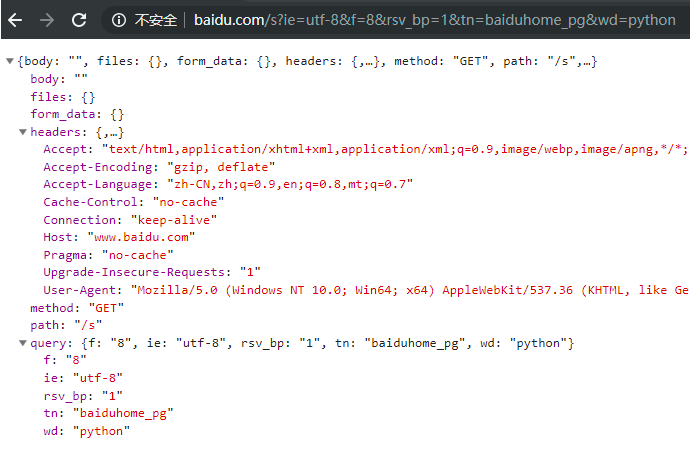 不安全 | baidu.com/s?ie=utf-8&f=8&rsv_bp=1&tn=baiduhome_pg&wd=python
{body: "", files: {}, form_data: {}, headers: {,…}, method: "GET", path: "/s",…}
body: ""
files: {}
form_data: {}
headers: {,…}
Accept: "text/html,application/xhtml+xml,application/xml;q=0.9,image/webp,image/apng,*/*;
Accept-Encoding: "gzip, deflate"
Accept-Language: "zh-CN,zh;q=0.9,en;q=0.8,mt;q=0.7"
Cache-Control: "no-cache"
Connection: "keep-alive"
Host: "www.baidu.com"
Pragma: "no-cache"
Upgrade-Insecure-Requests: "1"
User-Agent: "Mozilla/5.0 (Windows NT 10.0; Win64; x64) AppleWebKit/537.36 (KHTML, like Ge
method: "GET"
path: "/s"
query: {f: "8", ie: "utf-8", rsv_bp: "1", tn: "baiduhome_pg", wd: "python"}
f: "8"
ie: "utf-8"
rsv_bp: "1"
tn: "baiduhome_pg"
wd: "python"